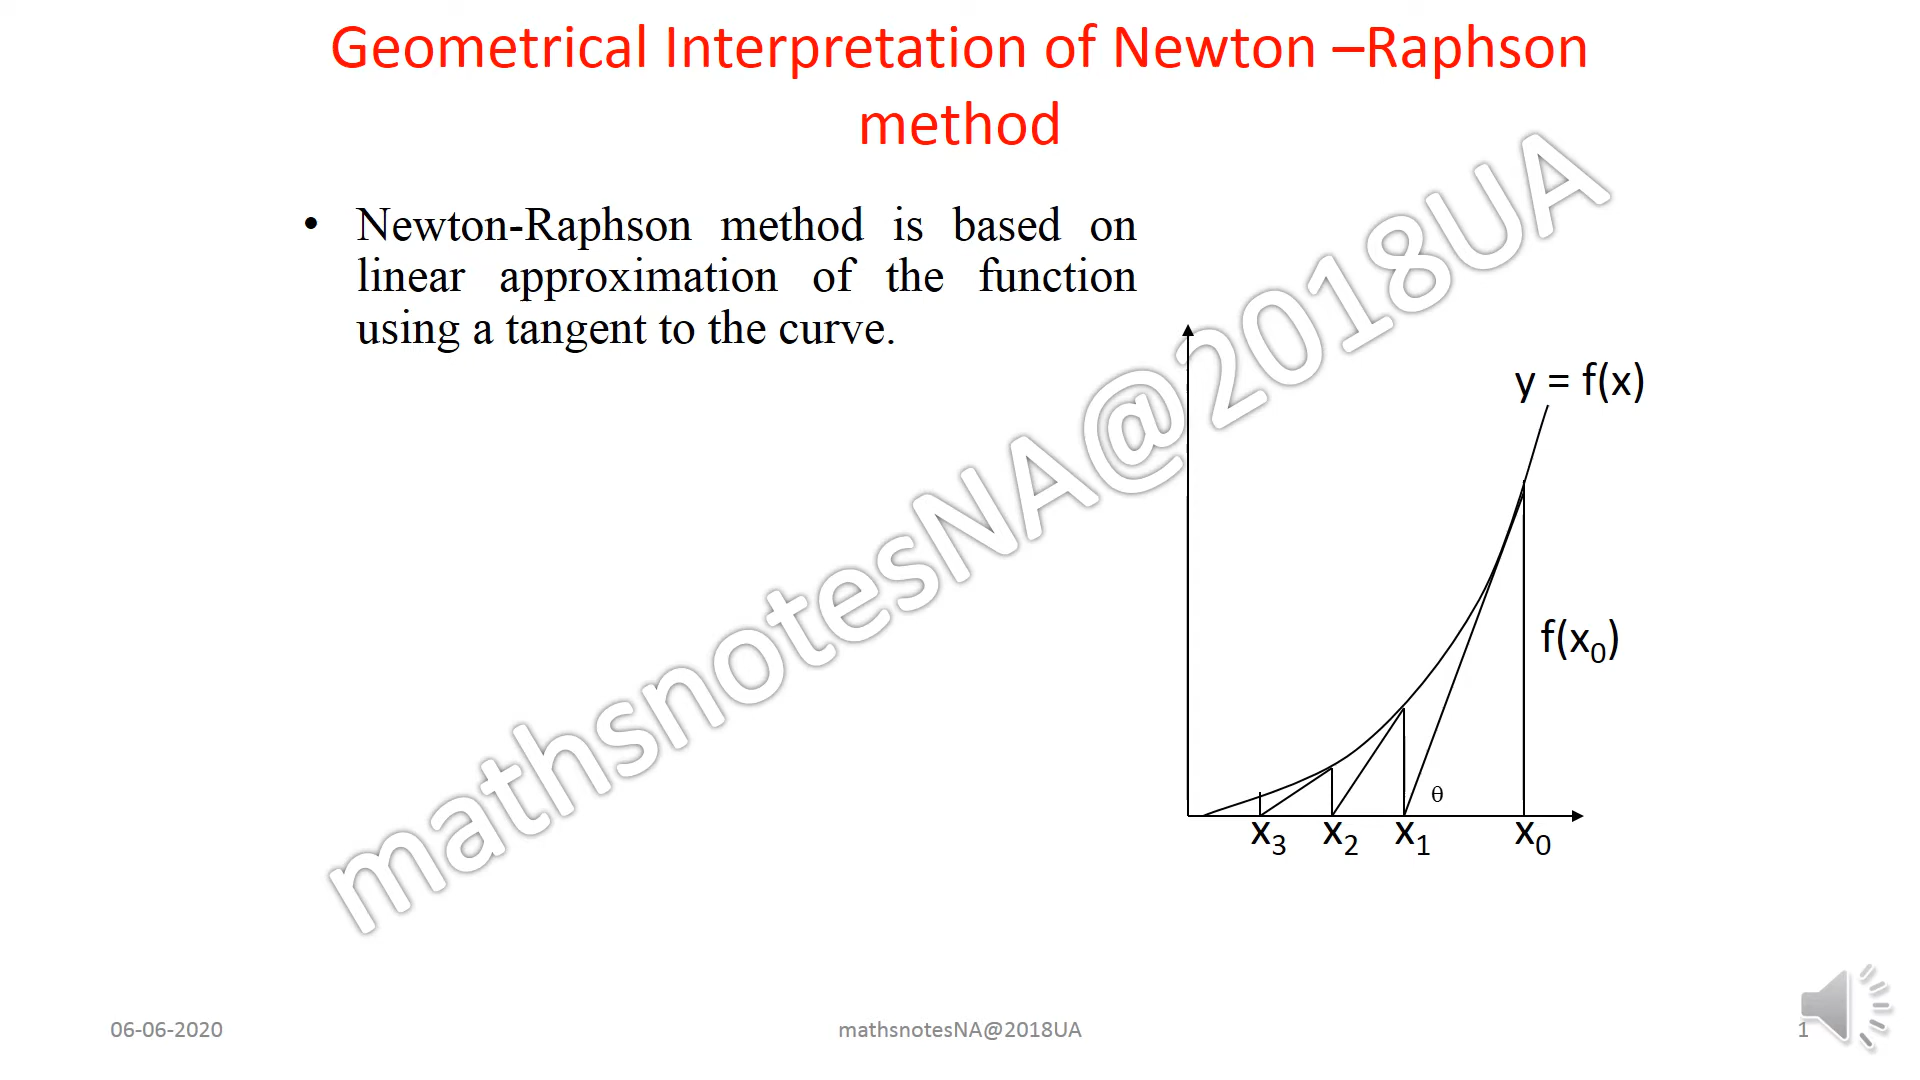 Geometrical Interpretation of Newton –Raphson
method
• Newton-Raphson method is based on
linear approximation of the function
using a tangent to the curve.
mathsnotesNA@2018UA
y = f(x)
f(x₀)
θ
x₃ x₂ x₁ x₀
06-06-2020
mathsnotesNA@2018UA
1